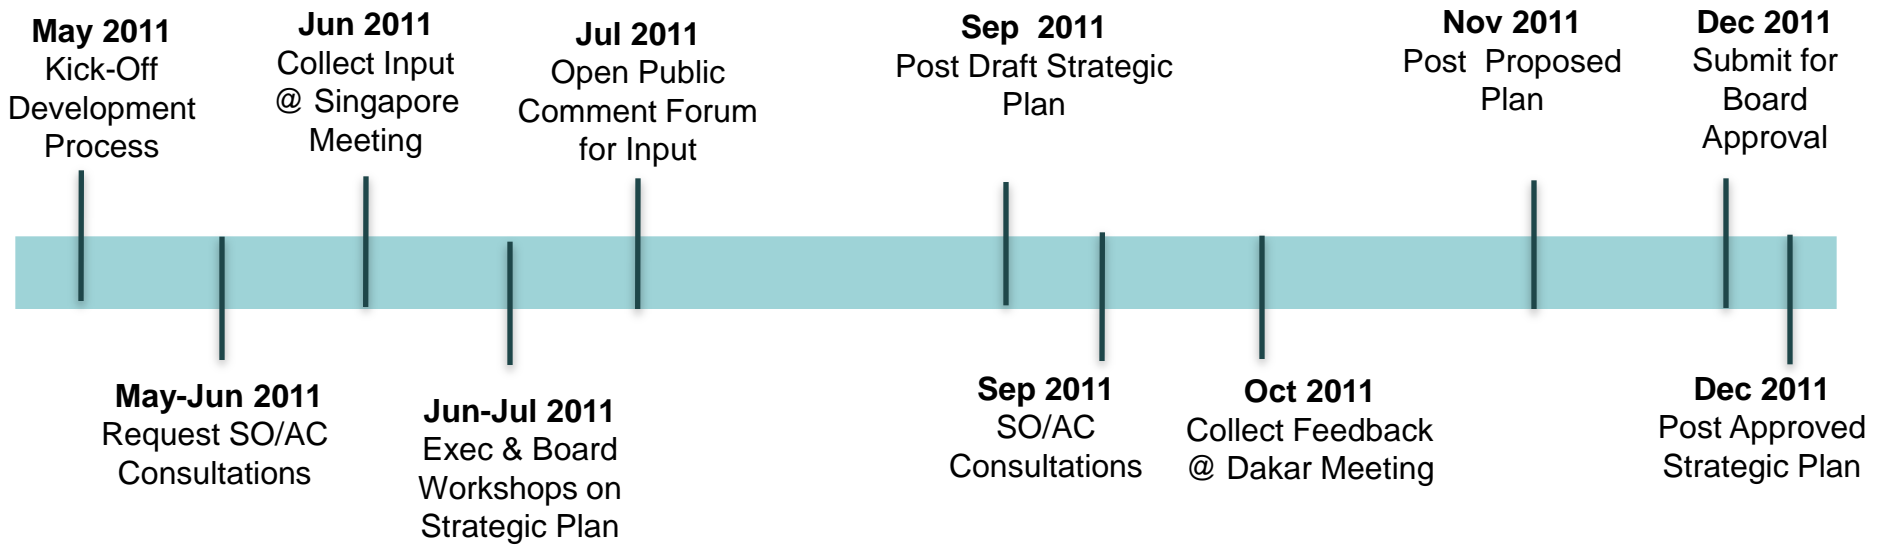 May 2011
Kick-Off
Development
Process
Jun 2011
Collect Input
@ Singapore
Meeting
Jul 2011
Open Public
Comment Forum
for Input
Sep 2011
Post Draft Strategic
Plan
Nov 2011
Post Proposed
Plan
Dec 2011
Submit for
Board
Approval
May-Jun 2011
Request SO/AC
Consultations
Jun-Jul 2011
Exec & Board
Workshops on
Strategic Plan
Sep 2011
SO/AC
Consultations
Oct 2011
Collect Feedback
@ Dakar Meeting
Dec 2011
Post Approved
Strategic Plan